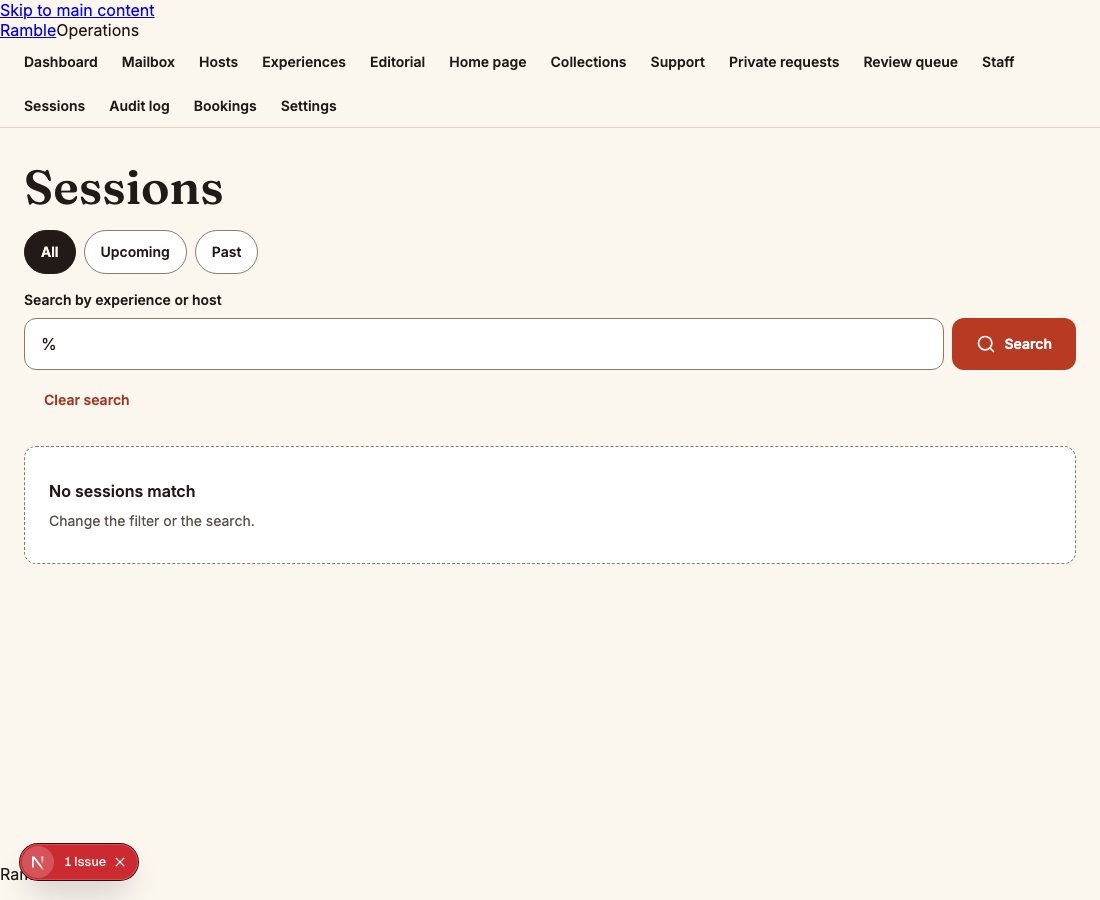 Skip to main content
RambleOperations
Dashboard Mailbox Hosts Experiences Editorial Home page Collections Support Private requests Review queue Staff
Sessions Audit log Bookings Settings
Sessions
All Upcoming Past
Search by experience or host
%
Search
Clear search
No sessions match
Change the filter or the search.
1 Issue